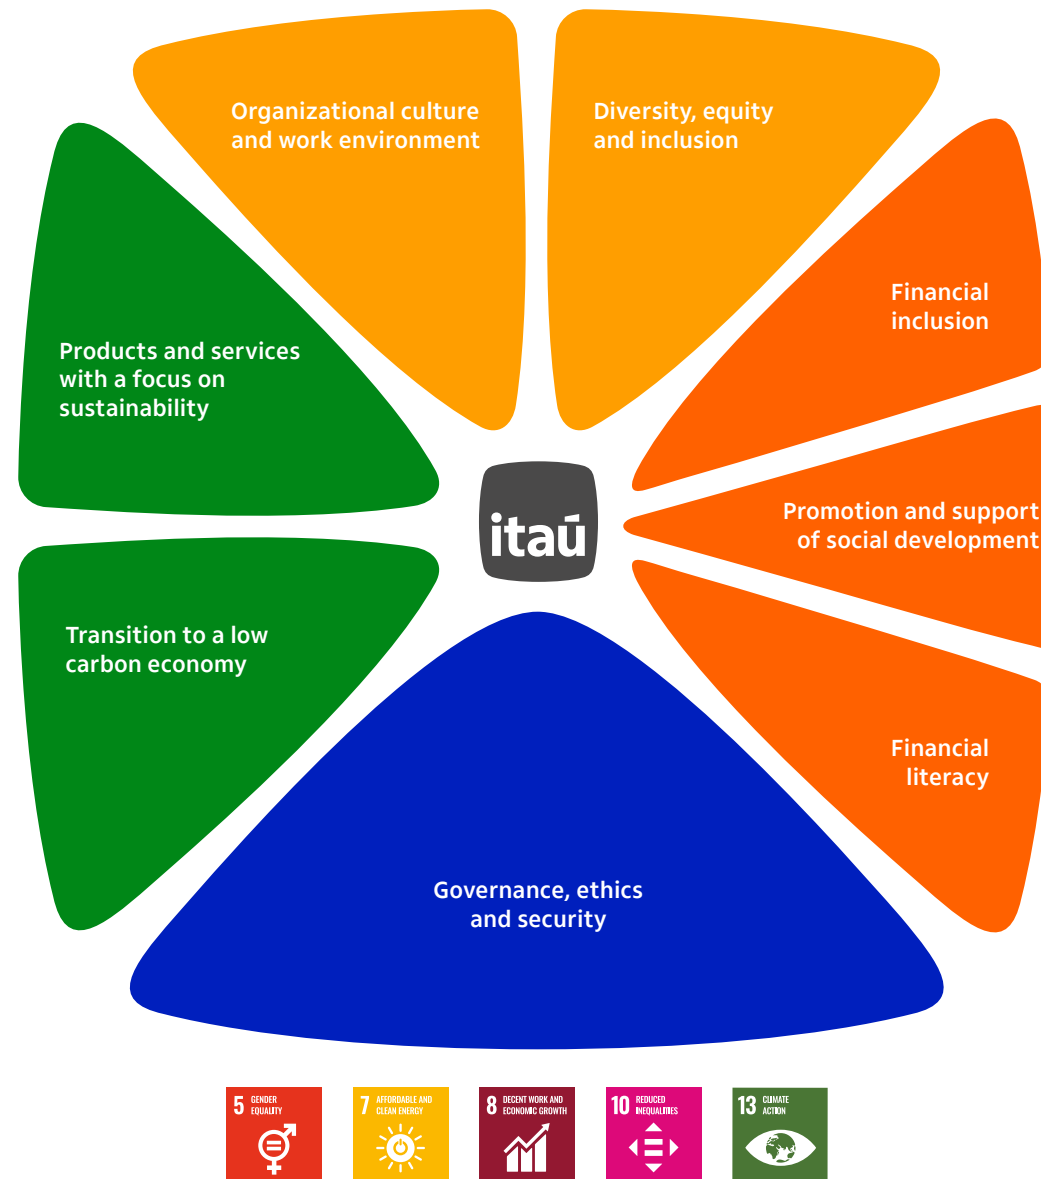 Organizational culture
and work environment
Diversity, equity
and inclusion
Financial
inclusion
Products and services
with a focus on
sustainability
Promotion and support
of social development
itaú
Transition to a low
carbon economy
Financial
literacy
Governance, ethics
and security
5 GENDER
EQUALITY
7 AFFORDABLE AND
CLEAN ENERGY
8 DECENT WORK AND
ECONOMIC GROWTH
10 REDUCED
INEQUALITIES
13 CLIMATE
ACTION